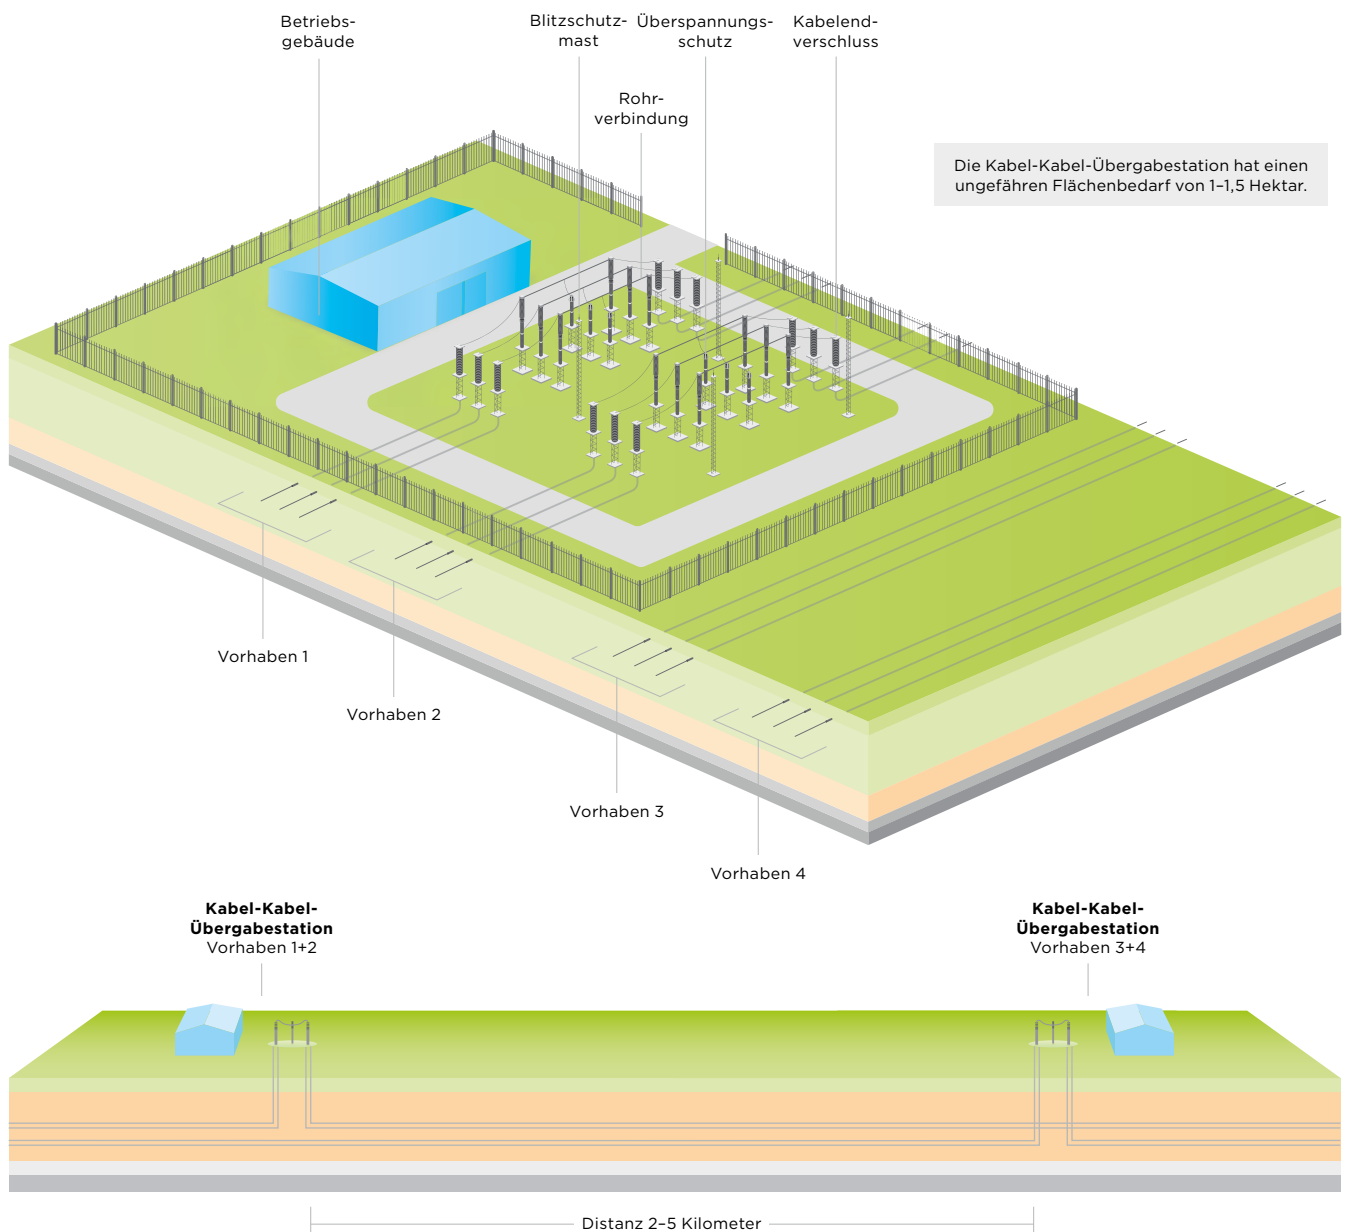 Betriebs-
gebäude
Blitzschutz-
mast
Überspannungs-
schutz
Kabelend-
verschluss
Rohr-
verbindung
Die Kabel-Kabel-Übergabestation hat einen
ungefähren Flächenbedarf von 1–1,5 Hektar.
Vorhaben 1
Vorhaben 2
Vorhaben 3
Vorhaben 4
Kabel-Kabel-
Übergabestation
Vorhaben 1+2
Kabel-Kabel-
Übergabestation
Vorhaben 3+4
Distanz 2–5 Kilometer